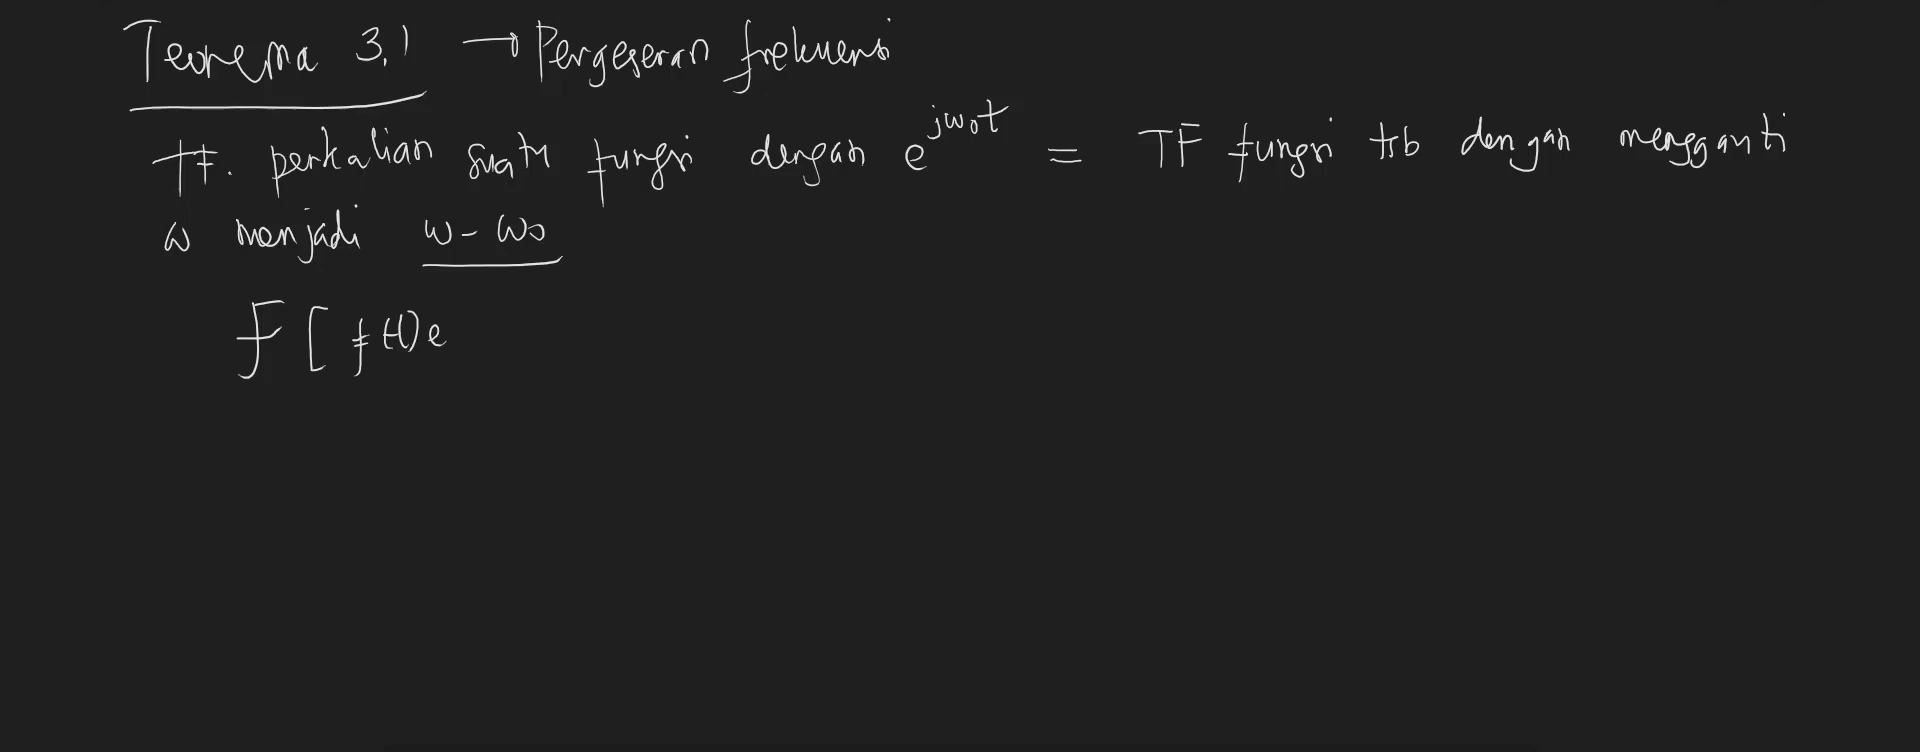 Teorema 3.1 → Pergeseran frekuensi
TF. perkalian suatu fungsi dengan e^jω₀t = TF fungsi tsb dengan mengganti
ω menjadi ω - ω₀
F [ f(t)e